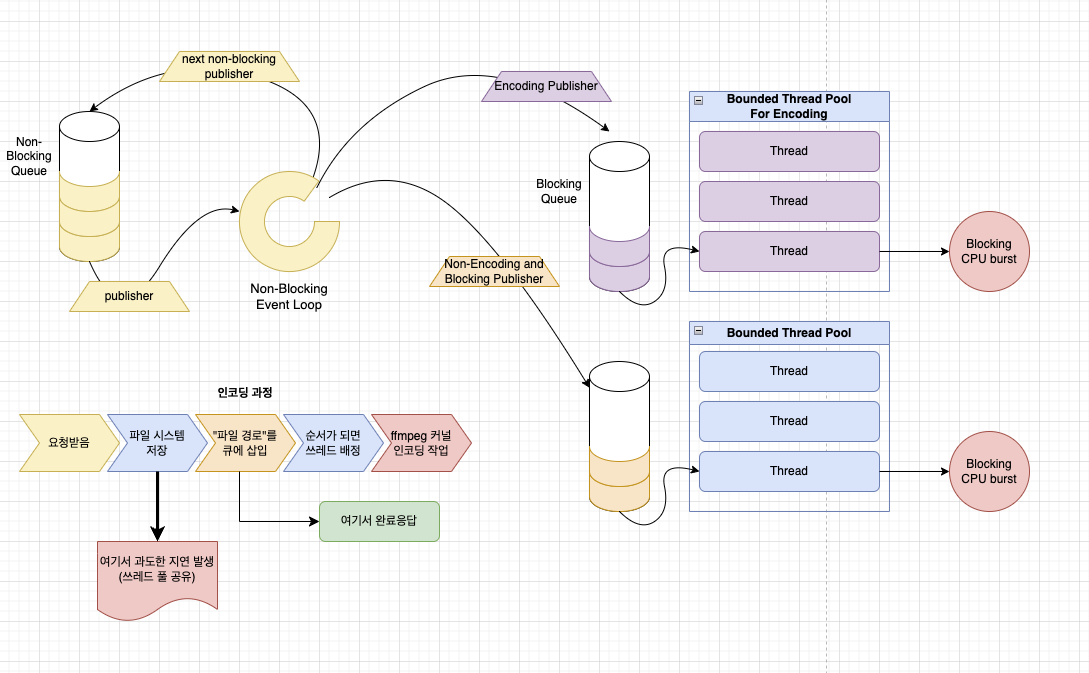 next non-blocking
publisher
Non-
Blocking
Queue
publisher
Non-Blocking
Event Loop
Encoding Publisher
Non-Encoding and
Blocking Publisher
Blocking
Queue
Bounded Thread Pool
For Encoding
Thread
Thread
Thread
Blocking
CPU burst
Bounded Thread Pool
Thread
Thread
Thread
Blocking
CPU burst
인코딩 과정
요청받음
파일 시스템
저장
"파일 경로"를
큐에 삽입
순서가 되면
쓰레드 배정
ffmpeg 커널
인코딩 작업
여기서 완료응답
여기서 과도한 지연 발생
(쓰레드 풀 공유)